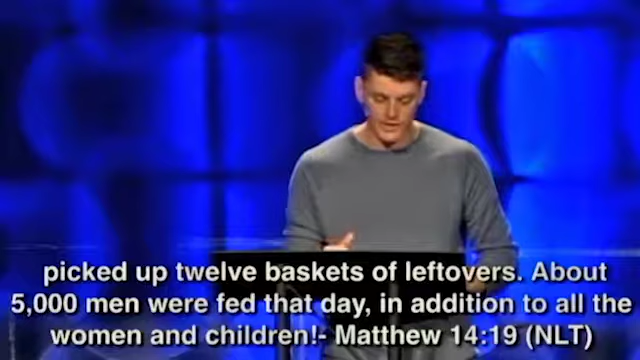 picked up twelve baskets of leftovers. About
5,000 men were fed that day, in addition to all the
women and children!- Matthew 14:19 (NLT)